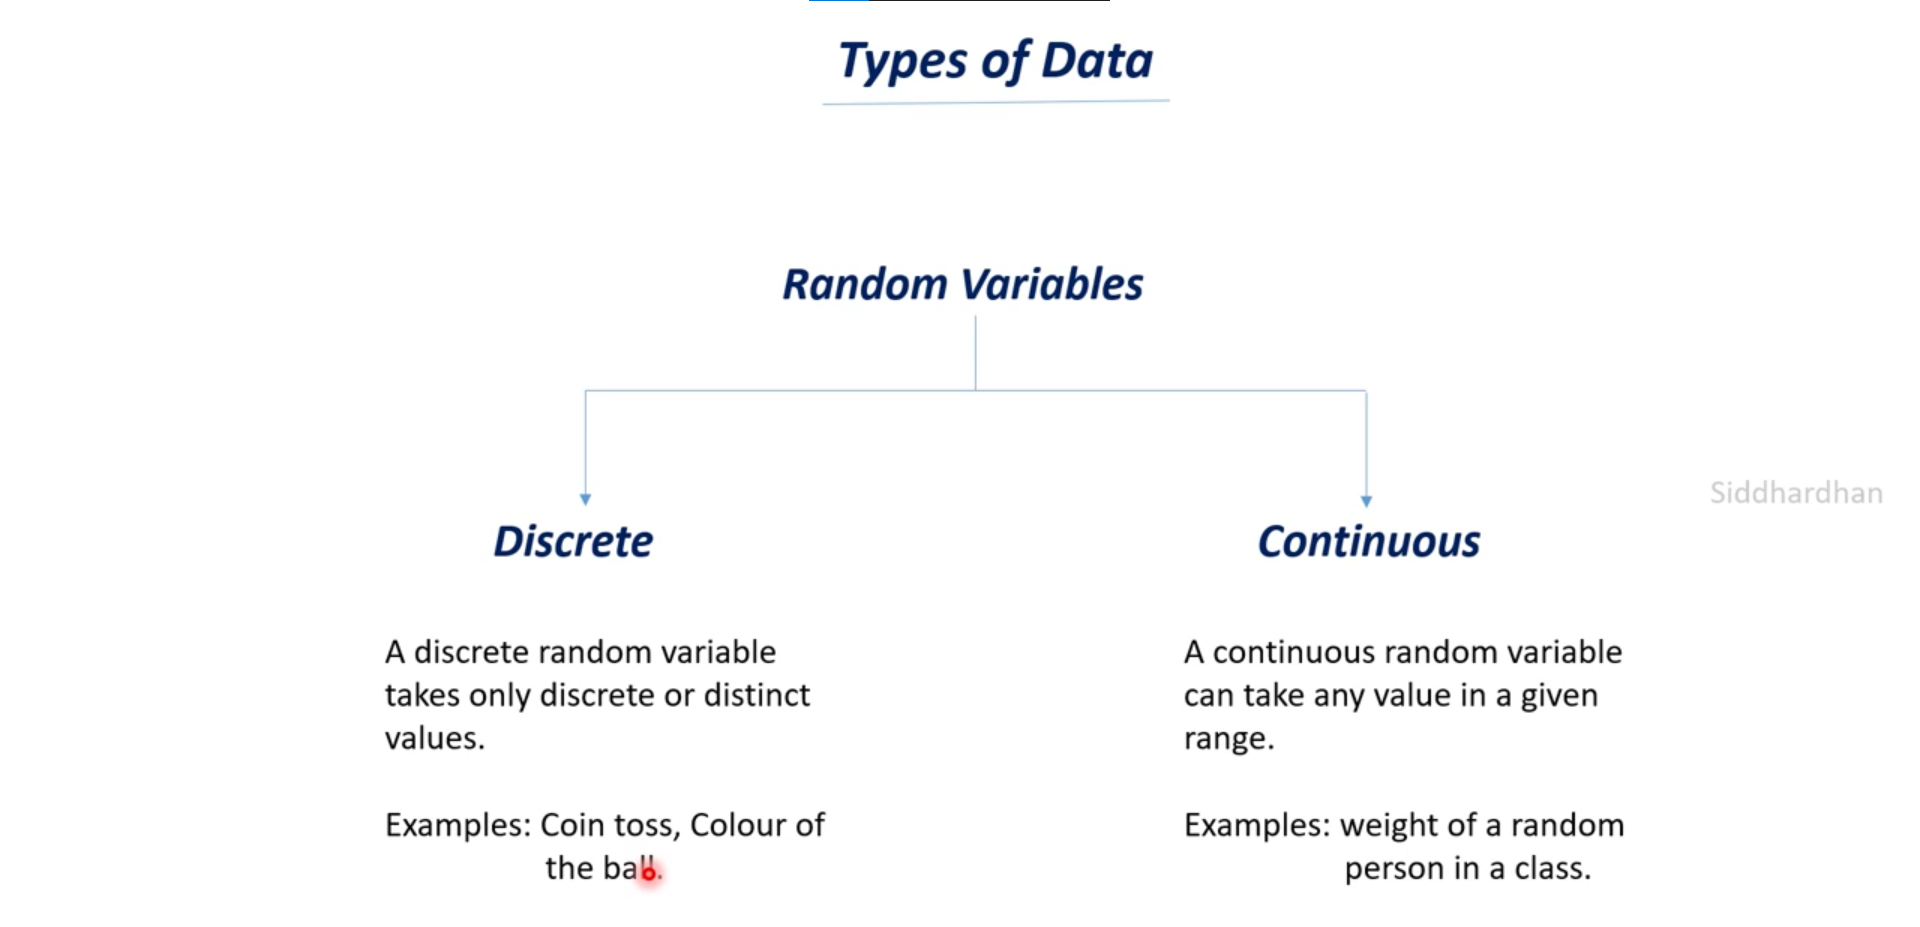 Types of Data
Random Variables
Discrete
A discrete random variable
takes only discrete or distinct
values.
Examples: Coin toss, Colour of
the ball.
Continuous
A continuous random variable
can take any value in a given
range.
Examples: weight of a random
person in a class.
Siddhardhan